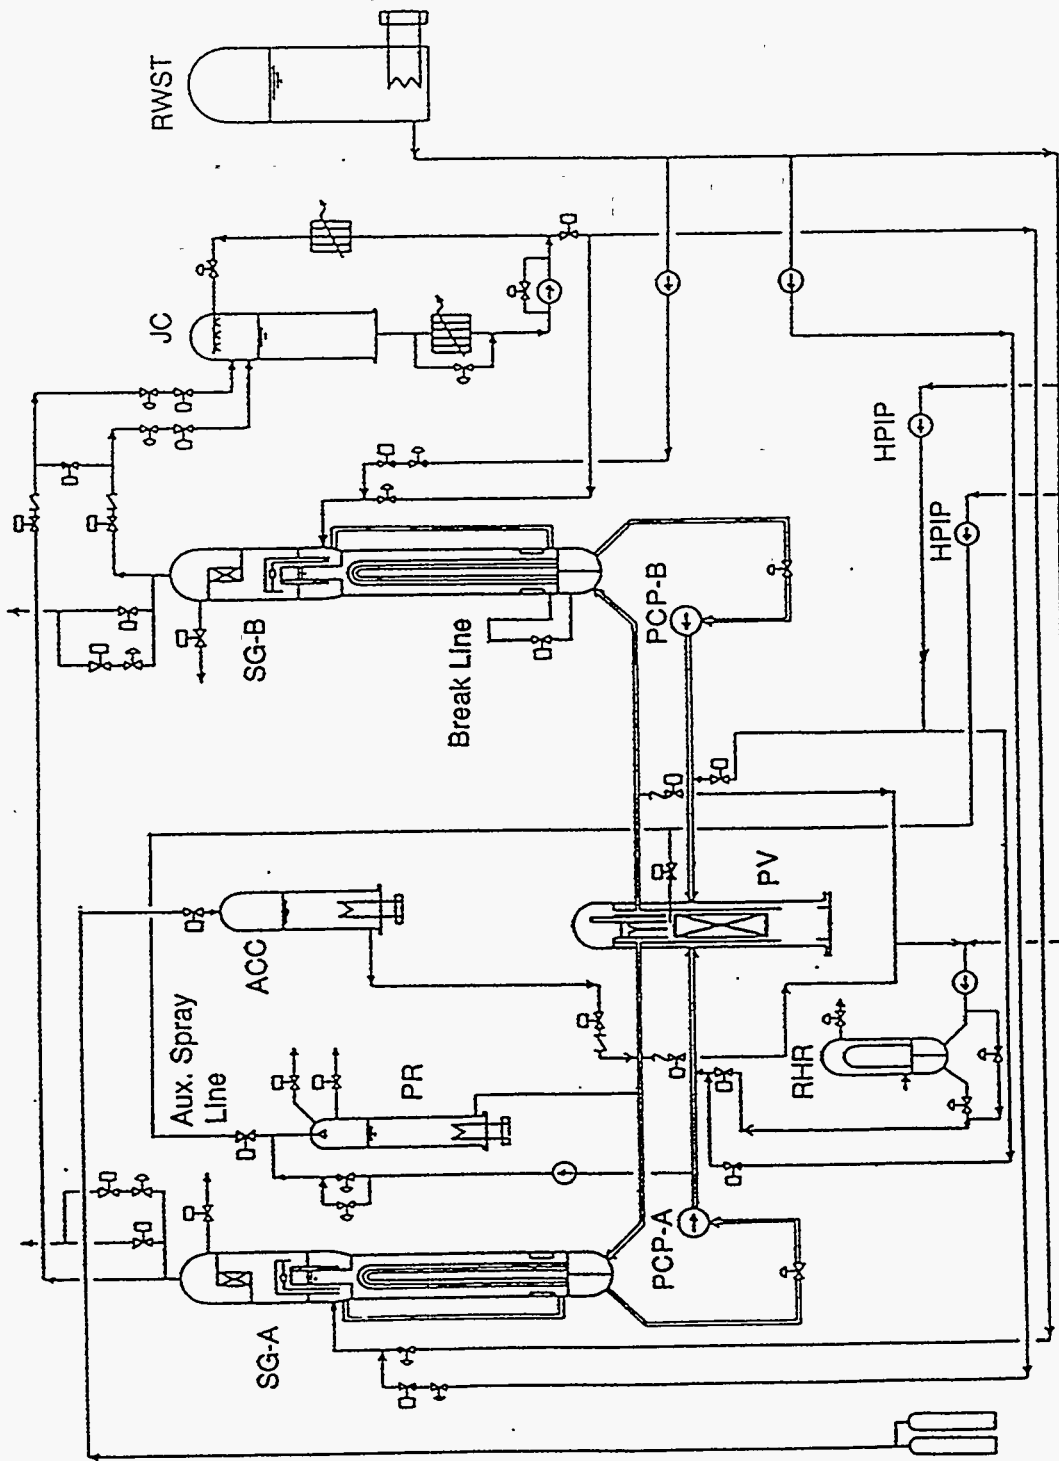 RWST
JC
HPIP
HPIP
SG-B
Break Line
PCP-B
ACC
PV
Aux. Spray
Line
PR
RHR
SG-A
PCP-A